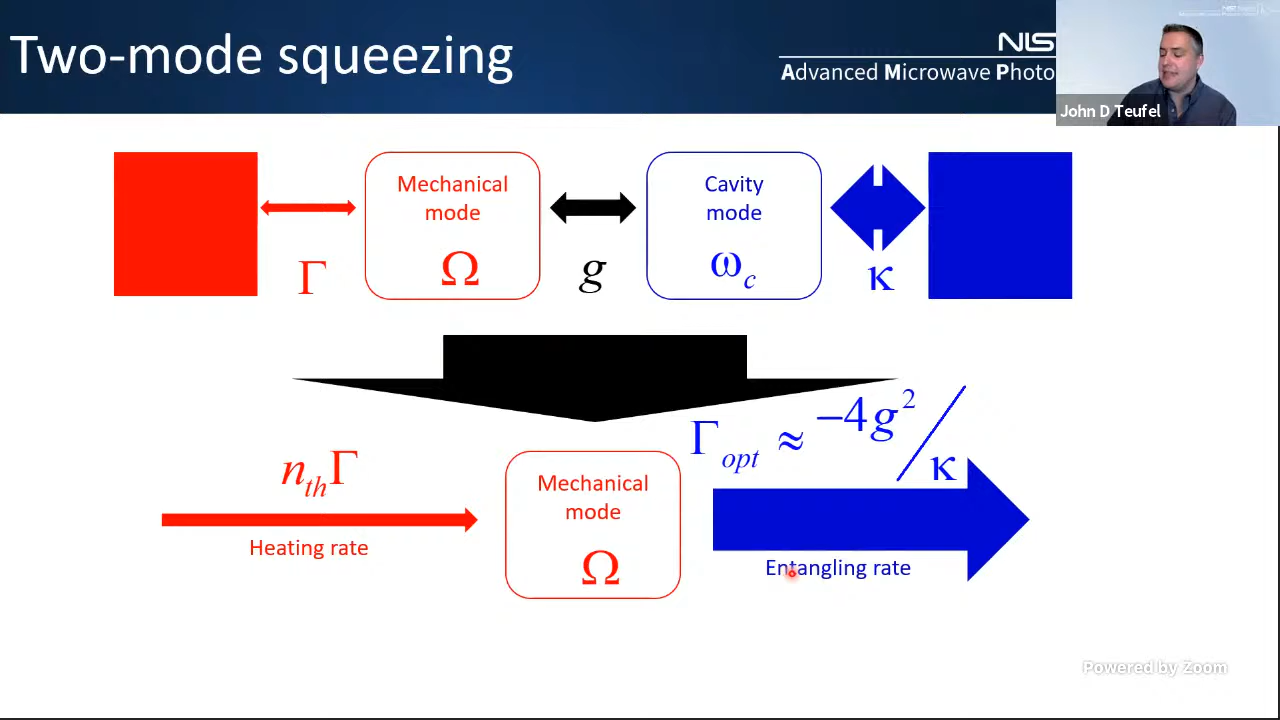 Two-mode squeezing
NIS
Advanced Microwave Photo
John D Teufel
Mechanical
mode
Ω
Cavity
mode
ω_c
Γ
g
κ
Γ_opt ≈ −4g²/κ
n_th Γ
Heating rate
Mechanical
mode
Ω
Entangling rate
Powered by Zoom